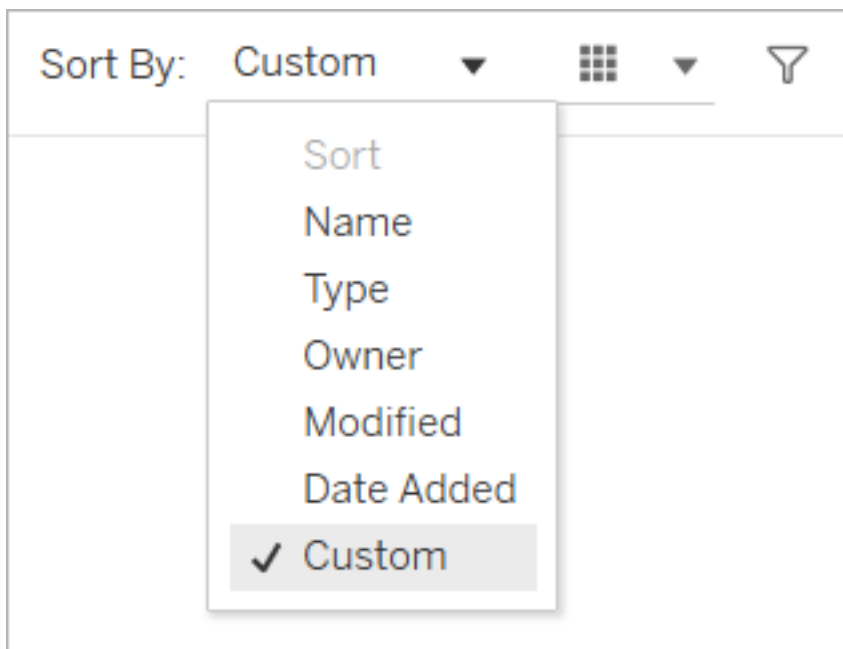 Sort By: Custom
Sort
Name
Type
Owner
Modified
Date Added
Custom